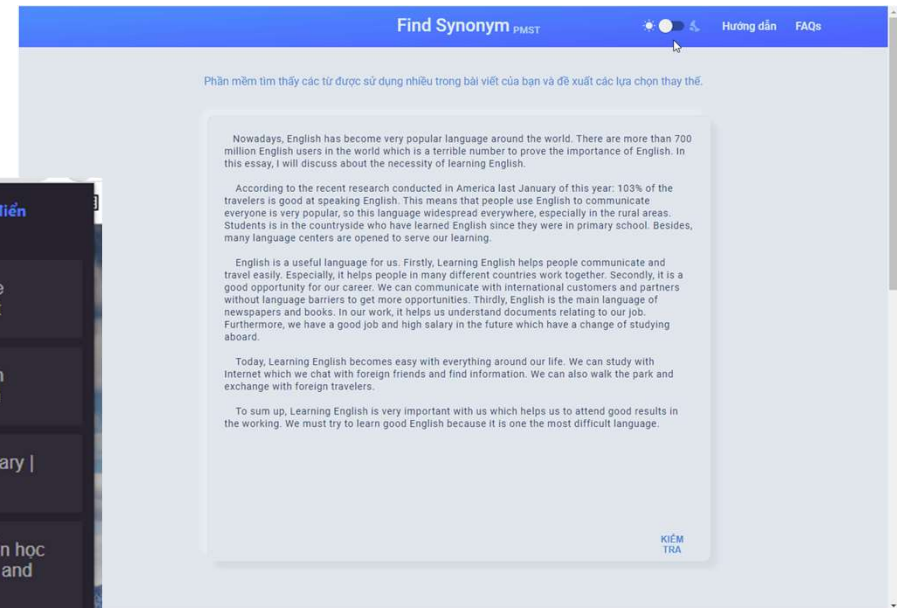 Find Synonym PMST
Hướng dẫn
FAQs
Phần mềm tìm thấy các từ được sử dụng nhiều trong bài viết của bạn và đề xuất các lựa chọn thay thế.
Nowadays, English has become very popular language around the world. There are more than 700
million English users in the world which is a terrible number to prove the importance of English. In
this essay, I will discuss about the necessity of learning English.
According to the recent research conducted in America last January of this year: 103% of the
travelers is good at speaking English. This means that people use English to communicate
everyone is very popular, so this language widespread everywhere, especially in the rural areas.
Students is in the countryside who have learned English since they were in primary school. Besides,
many language centers are opened to serve our learning.
English is a useful language for us. Firstly, Learning English helps people communicate and
travel easily. Especially, it helps people in many different countries work together. Secondly, it is a
good opportunity for our career. We can communicate with international customers and partners
without language barriers to get more opportunities. Thirdly, English is the main language of
newspapers and books. In our work, it helps us understand documents relating to our job.
Furthermore, we have a good job and high salary in the future which have a change of studying
aboard.
Today, Learning English becomes easy with everything around our life. We can study with
Internet which we chat with foreign friends and find information. We can also walk the park and
exchange with foreign travelers.
To sum up, Learning English is very important with us which helps us to attend good results in
the working. We must try to learn good English because it is one the most difficult language.
KIỂM
TRA
ary |
n học
and